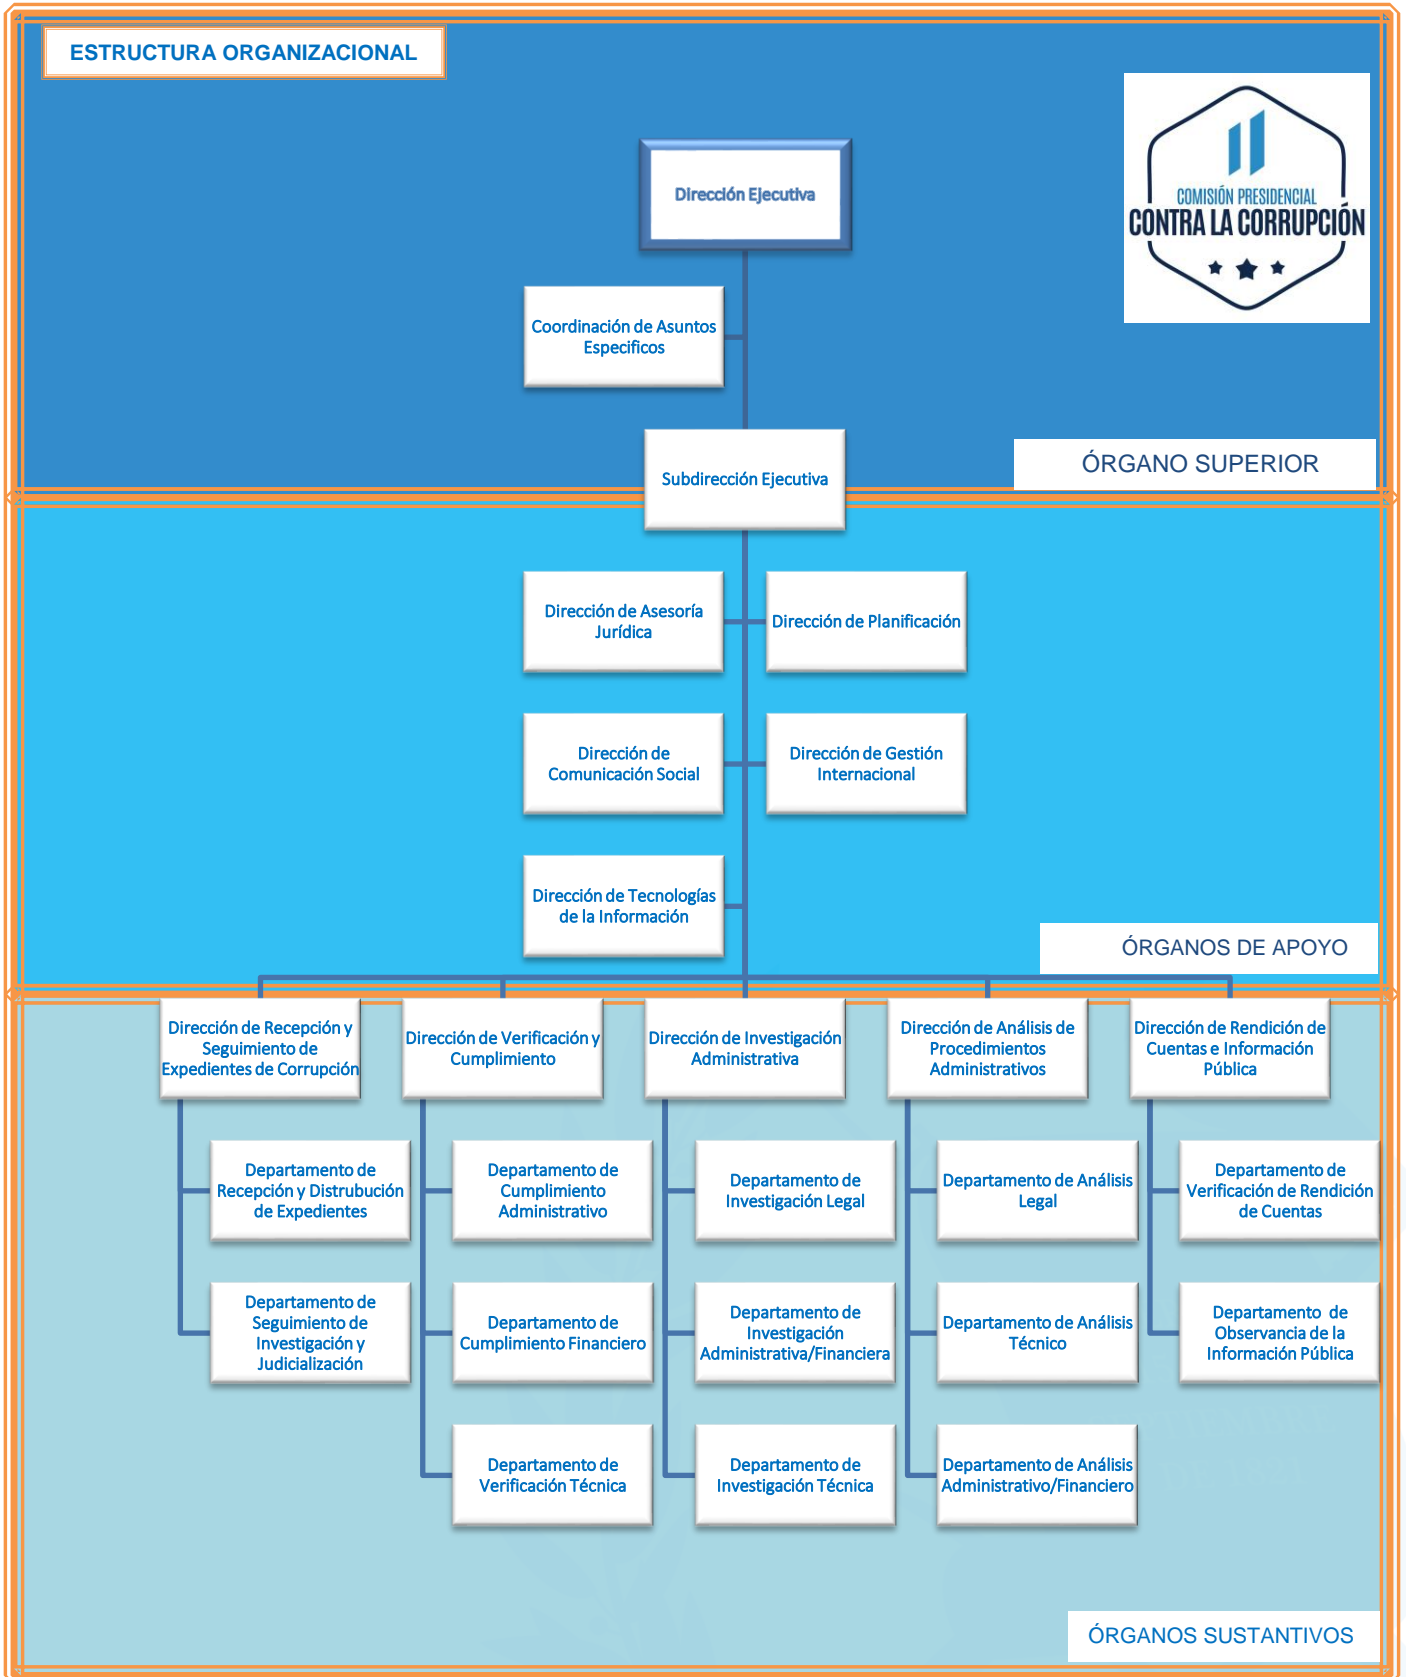 ESTRUCTURA ORGANIZACIONAL
COMISIÓN PRESIDENCIAL
CONTRA LA CORRUPCIÓN
Dirección Ejecutiva
Coordinación de Asuntos
Especificos
Subdirección Ejecutiva
ÓRGANO SUPERIOR
Dirección de Asesoría
Jurídica
Dirección de Planificación
Dirección de
Comunicación Social
Dirección de Gestión
Internacional
Dirección de Tecnologías
de la Información
ÓRGANOS DE APOYO
Dirección de Recepción y
Seguimiento de
Expedientes de Corrupción
Dirección de Verificación y
Cumplimiento
Dirección de Investigación
Administrativa
Dirección de Análisis de
Procedimientos
Administrativos
Dirección de Rendición de
Cuentas e Información
Pública
Departamento de
Recepción y Distrubución
de Expedientes
Departamento de
Cumplimiento
Administrativo
Departamento de
Investigación Legal
Departamento de Análisis
Legal
Departamento de
Verificación de Rendición
de Cuentas
Departamento de
Seguimiento de
Investigación y
Judicialización
Departamento de
Cumplimiento Financiero
Departamento de
Investigación
Administrativa/Financiera
Departamento de Análisis
Técnico
Departamento de
Observancia de la
Información Pública
Departamento de
Verificación Técnica
Departamento de
Investigación Técnica
Departamento de Análisis
Administrativo/Financiero
ÓRGANOS SUSTANTIVOS